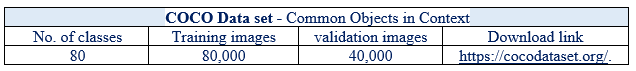 COCO Data set - Common Objects in Context
No. of classes Training images validation images Download link
80 80,000 40,000 https://cocodataset.org/.